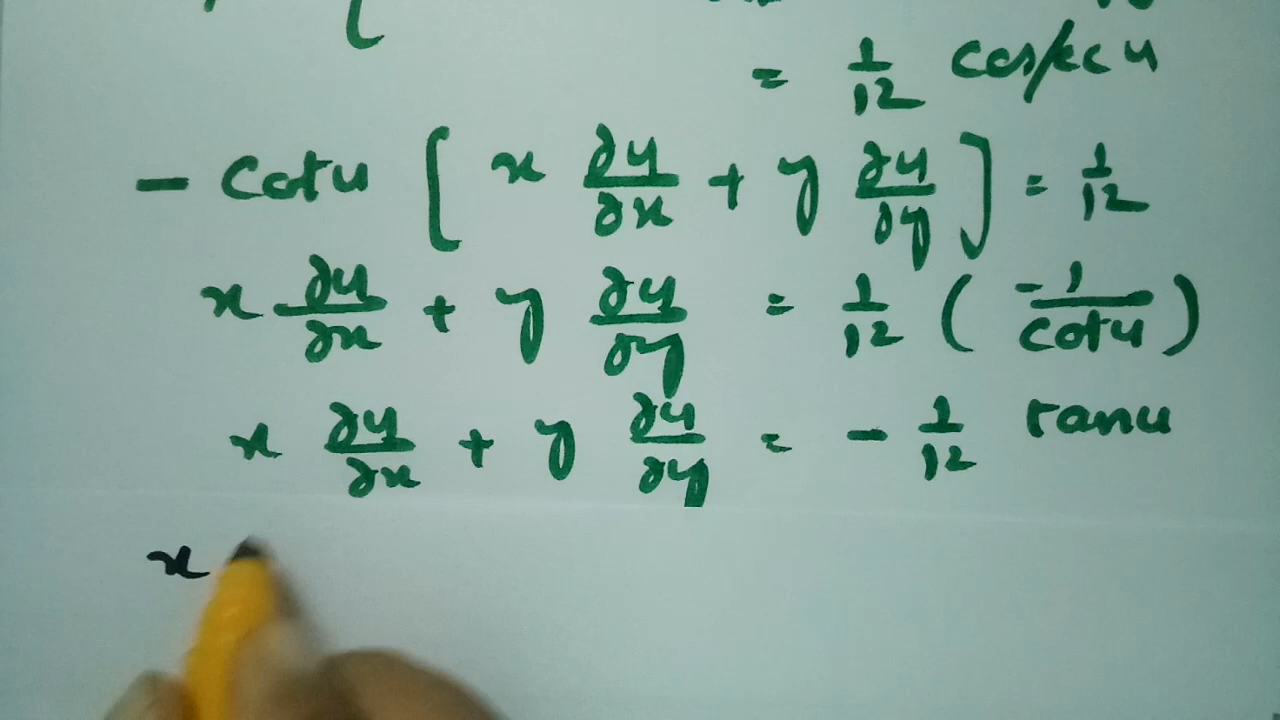 = 1/12 cosec u
- cot u [ x ∂u/∂x + y ∂u/∂y ] = 1/12
x ∂u/∂x + y ∂u/∂y = 1/12 ( -1/cot u )
x ∂u/∂x + y ∂u/∂y = - 1/12 tan u
x